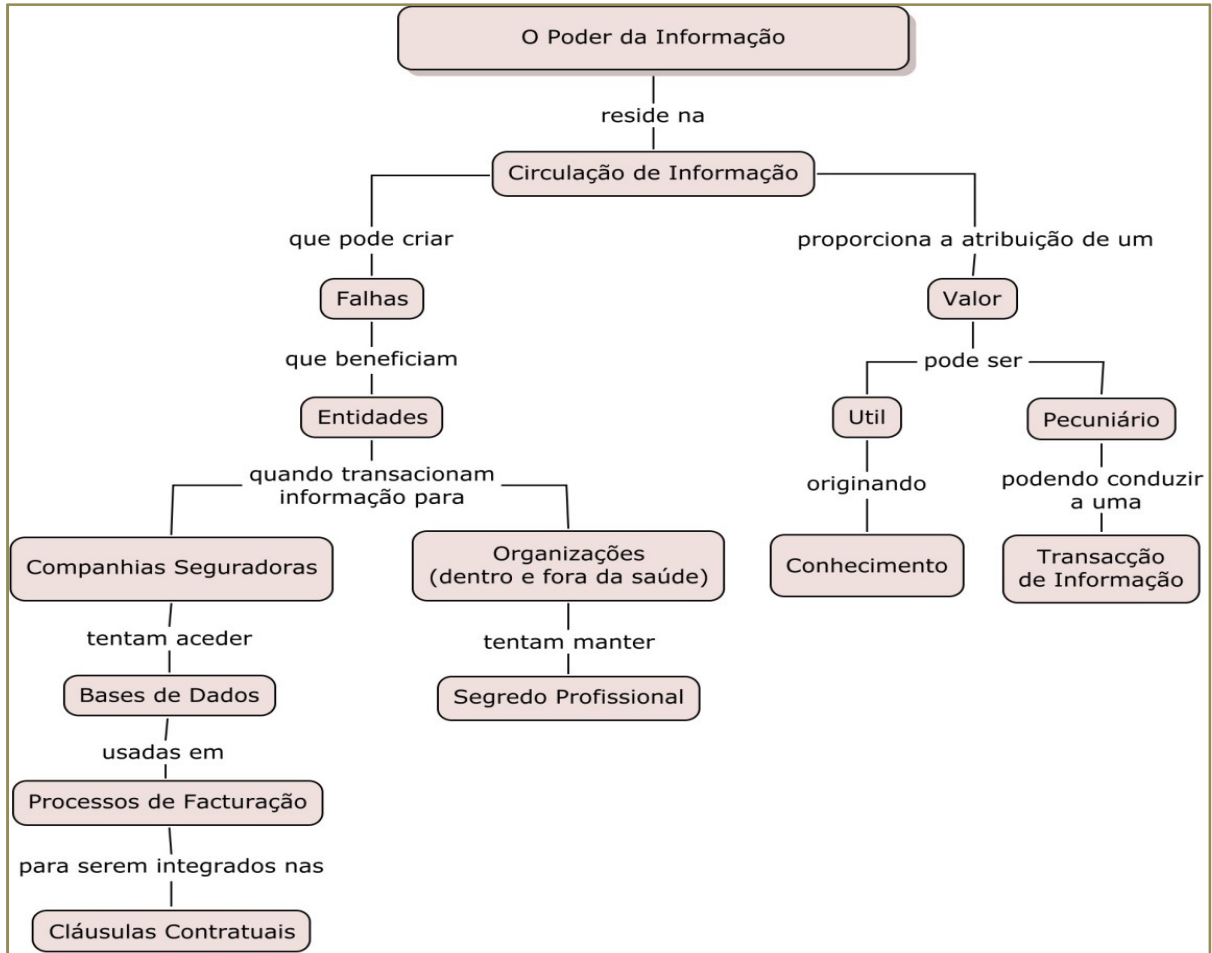 O Poder da Informação
reside na
Circulação de Informação
que pode criar
proporciona a atribuição de um
Falhas
Valor
que beneficiam
pode ser
Entidades
Util
Pecuniário
quando transacionam
informação para
originando
podendo conduzir
a uma
Companhias Seguradoras
Organizações
(dentro e fora da saúde)
Conhecimento
Transacção
de Informação
tentam aceder
tentam manter
Bases de Dados
Segredo Profissional
usadas em
Processos de Facturação
para serem integrados nas
Cláusulas Contratuais